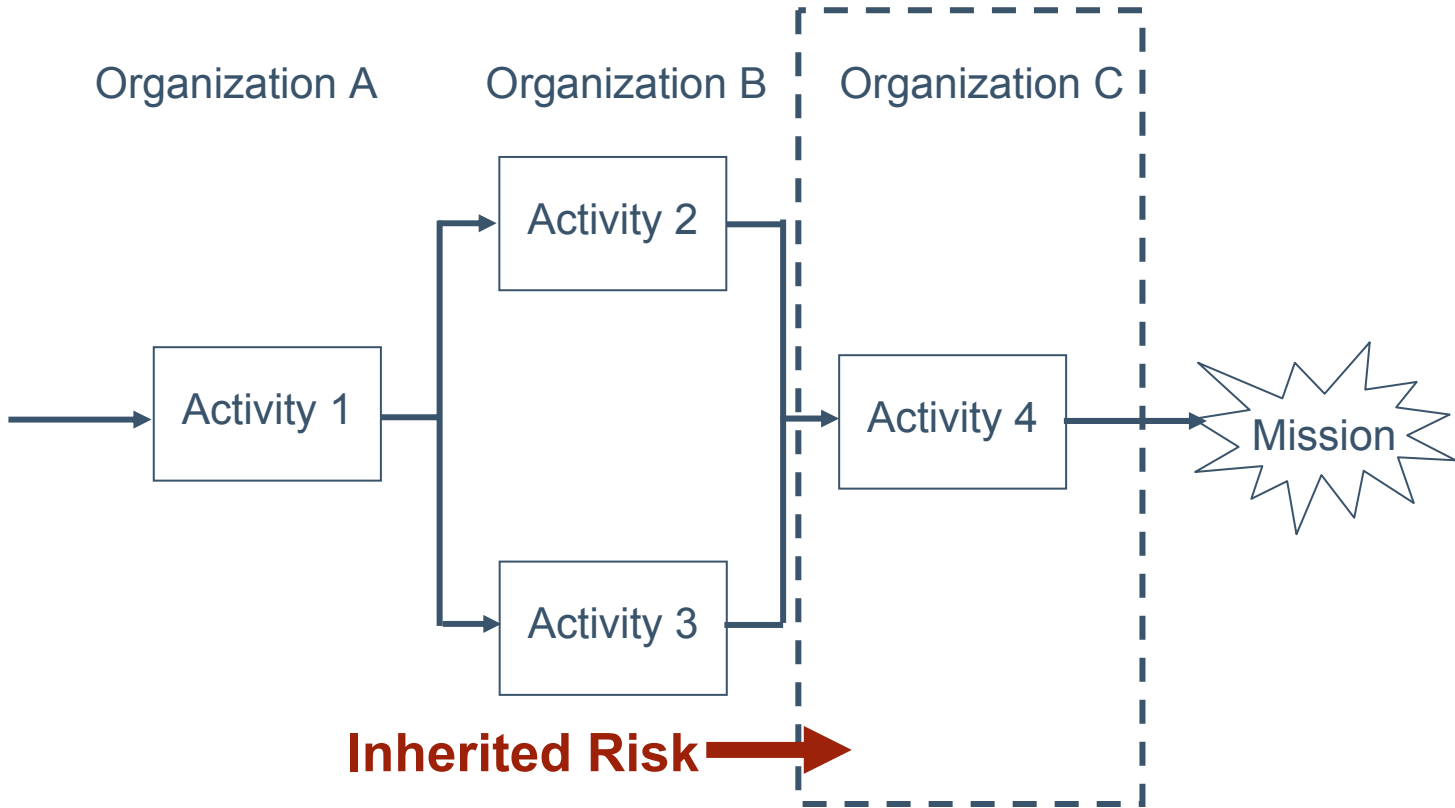 Organization A
Organization B
Organization C
Activity 2
Activity 1
Activity 4
Mission
Activity 3
Inherited Risk